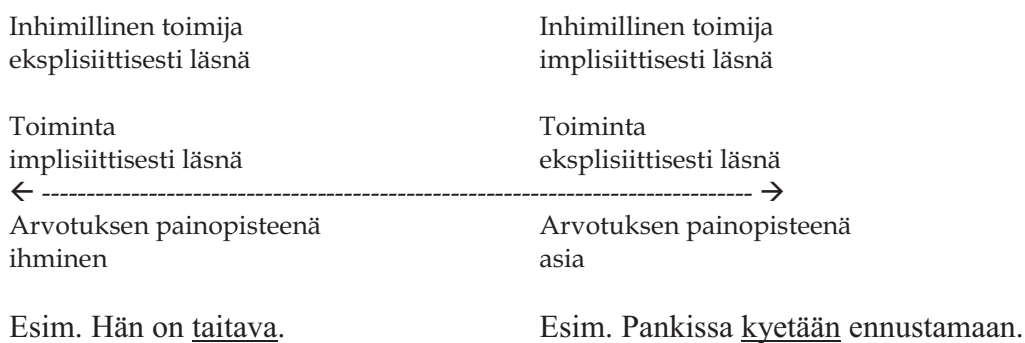 Inhimillinen toimija Inhimillinen toimija
eksplisiittisesti läsnä implisiittisesti läsnä
Toiminta Toiminta
implisiittisesti läsnä eksplisiittisesti läsnä
← -------------------------------------------------------------------------------- →
Arvotuksen painopisteenä Arvotuksen painopisteenä
ihminen asia
Esim. Hän on taitava. Esim. Pankissa kyetään ennustamaan.